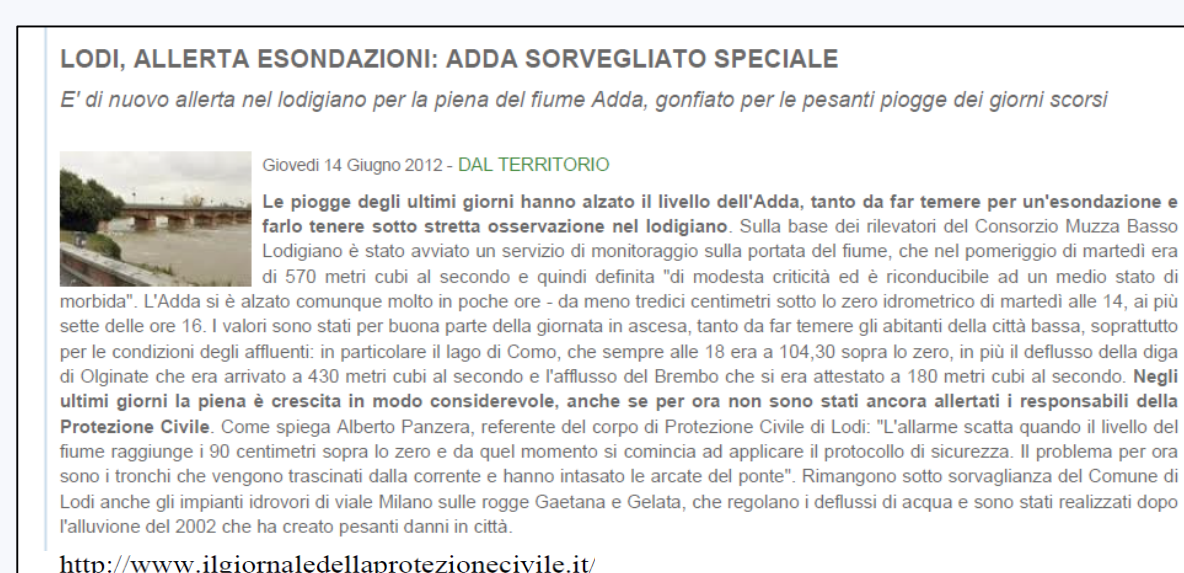 LODI, ALLERTA ESONDAZIONI: ADDA SORVEGLIATO SPECIALE
E' di nuovo allerta nel lodigiano per la piena del fiume Adda, gonfiato per le pesanti piogge dei giorni scorsi
Giovedi 14 Giugno 2012 - DAL TERRITORIO
Le piogge degli ultimi giorni hanno alzato il livello dell'Adda, tanto da far temere per un'esondazione e
farlo tenere sotto stretta osservazione nel lodigiano. Sulla base dei rilevatori del Consorzio Muzza Basso
Lodigiano è stato avviato un servizio di monitoraggio sulla portata del fiume, che nel pomeriggio di martedì era
di 570 metri cubi al secondo e quindi definita "di modesta criticità ed è riconducibile ad un medio stato di
morbida". L'Adda si è alzato comunque molto in poche ore - da meno tredici centimetri sotto lo zero idrometrico di martedì alle 14, ai più
sette delle ore 16. I valori sono stati per buona parte della giornata in ascesa, tanto da far temere gli abitanti della città bassa, soprattutto
per le condizioni degli affluenti: in particolare il lago di Como, che sempre alle 18 era a 104,30 sopra lo zero, in più il deflusso della diga
di Olginate che era arrivato a 430 metri cubi al secondo e l'afflusso del Brembo che si era attestato a 180 metri cubi al secondo. Negli
ultimi giorni la piena è crescita in modo considerevole, anche se per ora non sono stati ancora allertati i responsabili della
Protezione Civile. Come spiega Alberto Panzera, referente del corpo di Protezione Civile di Lodi: "L'allarme scatta quando il livello del
fiume raggiunge i 90 centimetri sopra lo zero e da quel momento si comincia ad applicare il protocollo di sicurezza. Il problema per ora
sono i tronchi che vengono trascinati dalla corrente e hanno intasato le arcate del ponte". Rimangono sotto sorvaglianza del Comune di
Lodi anche gli impianti idrovori di viale Milano sulle rogge Gaetana e Gelata, che regolano i deflussi di acqua e sono stati realizzati dopo
l'alluvione del 2002 che ha creato pesanti danni in città.
http://www.ilgiornaledellaprotezionecivile.it/